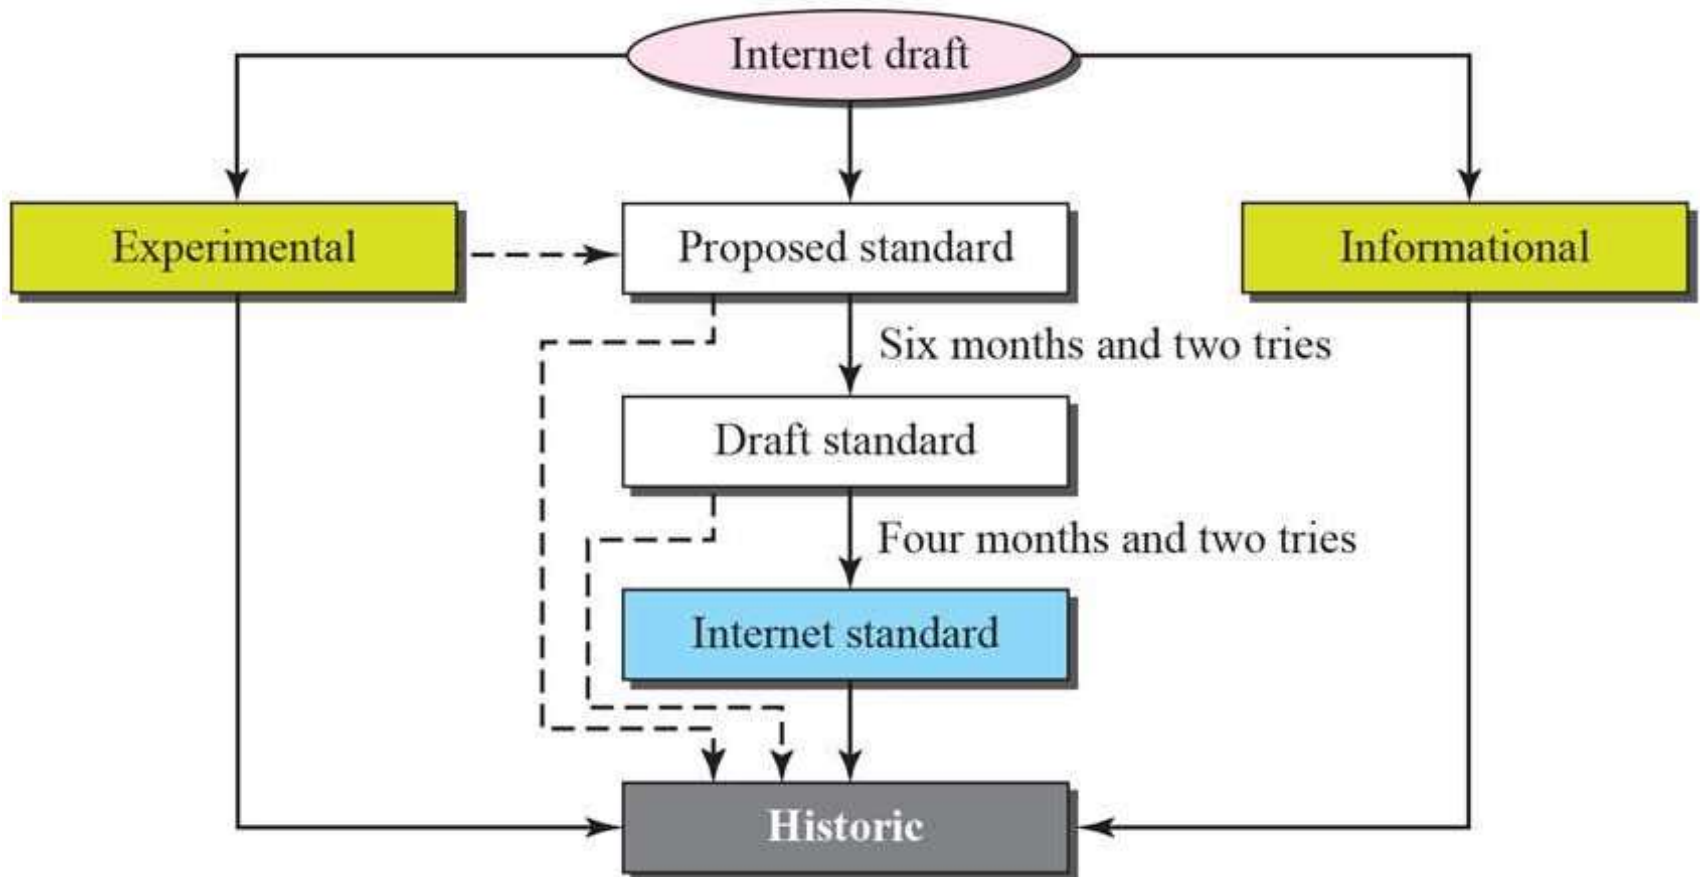 Internet draft
Experimental
Proposed standard
Informational
Six months and two tries
Draft standard
Four months and two tries
Internet standard
Historic